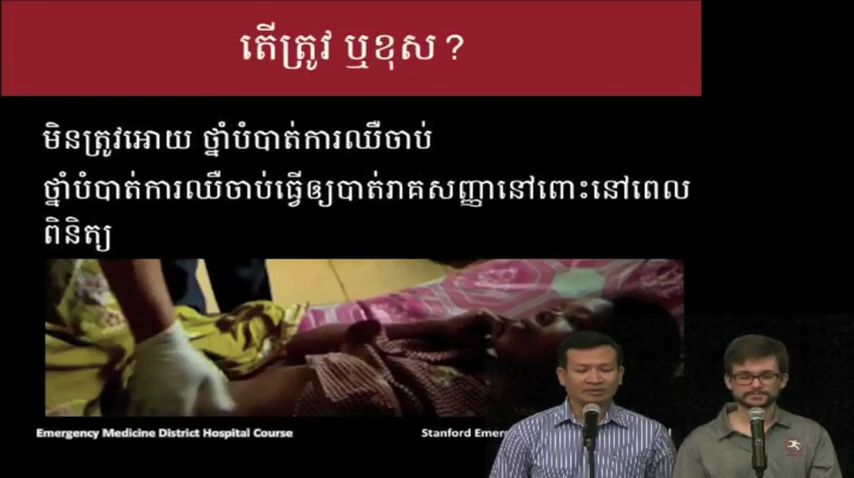 តើត្រូវ ឬខុស?
មិនត្រូវអោយ ថ្នាំបំបាត់ការឈឺចាប់
ថ្នាំបំបាត់ការឈឺចាប់ធ្វើឲ្យបាត់រាគសញ្ញានៅពោះនៅពេល
ពិនិត្យ
Emergency Medicine District Hospital Course
Stanford Emer